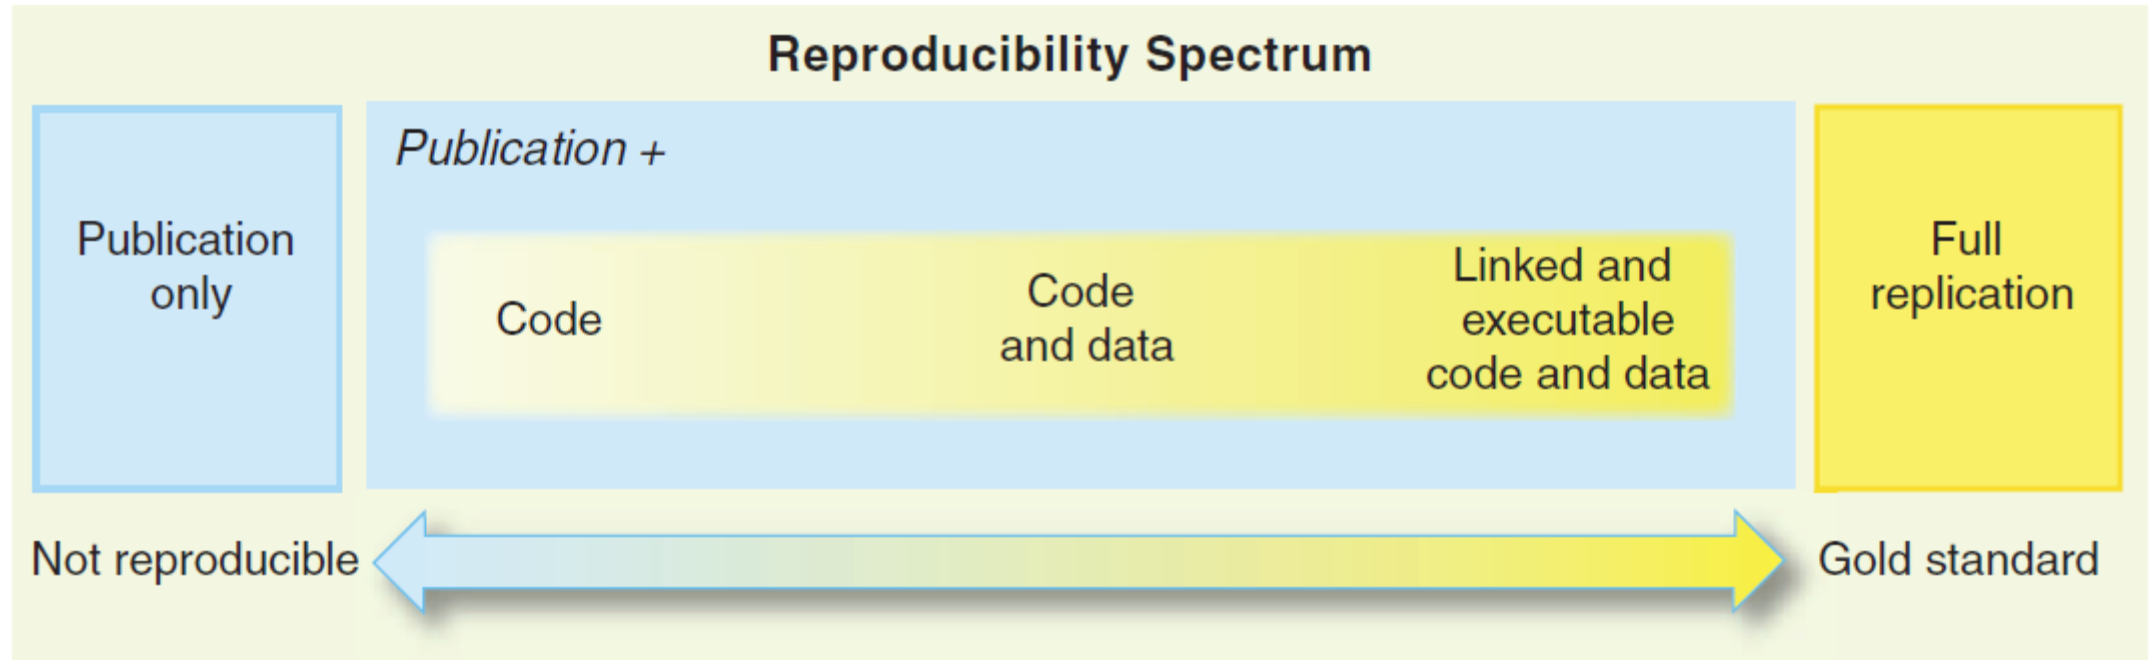 Reproducibility Spectrum
Publication
only
Publication +
Code
Code
and data
Linked and
executable
code and data
Full
replication
Not reproducible
Gold standard